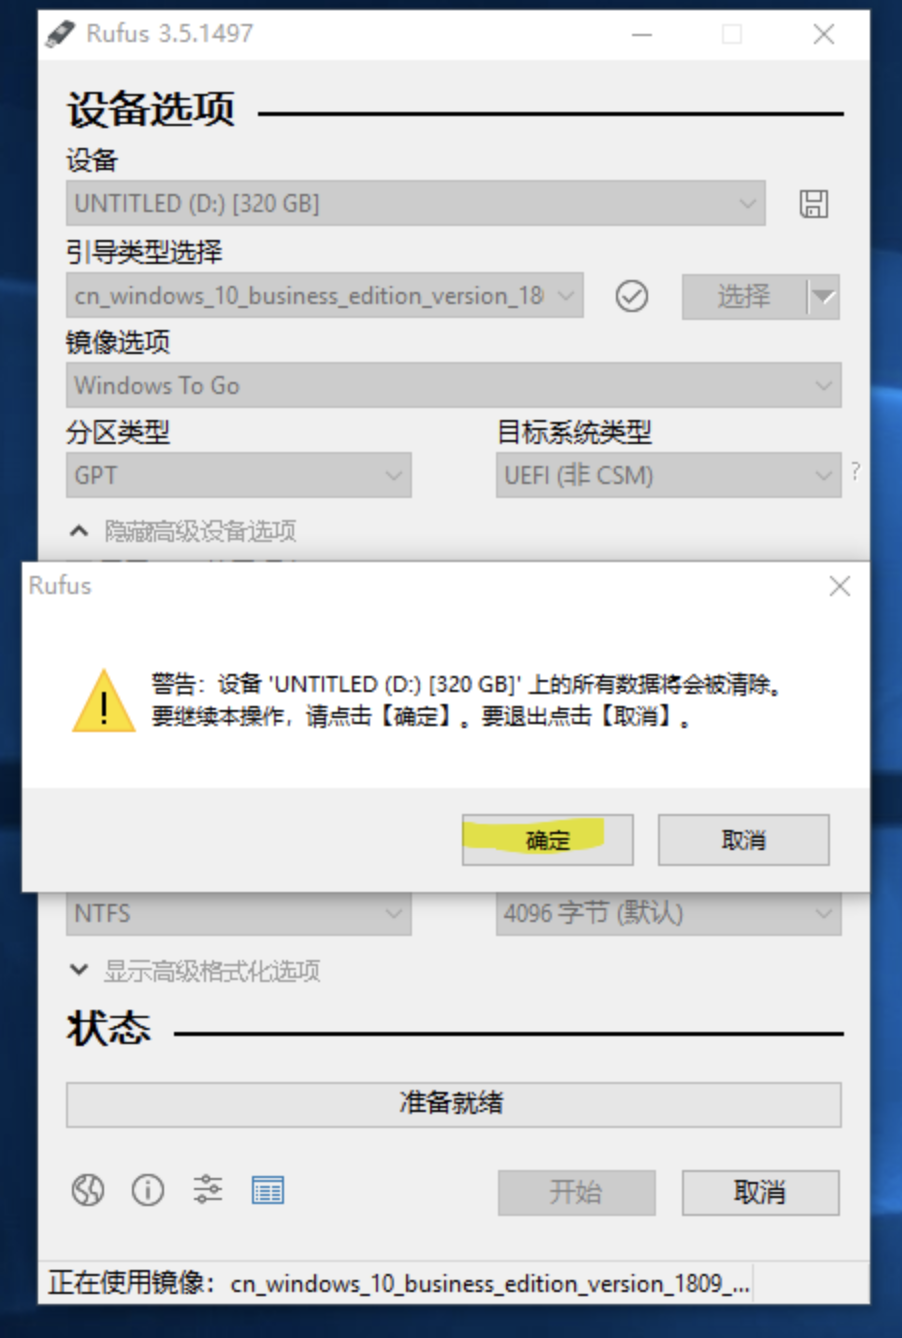 Rufus 3.5.1497
设备选项
设备
UNTITLED (D:) [320 GB]
引导类型选择
cn_windows_10_business_edition_version_18
选择
镜像选项
Windows To Go
分区类型
目标系统类型
GPT
UEFI (非 CSM)
?
隐藏高级设备选项
Rufus
警告：设备 'UNTITLED (D:) [320 GB]' 上的所有数据将会被清除。
要继续本操作，请点击【确定】。要退出点击【取消】。
确定
取消
NTFS
4096 字节 (默认)
显示高级格式化选项
状态
准备就绪
开始
取消
正在使用镜像：cn_windows_10_business_edition_version_1809_...